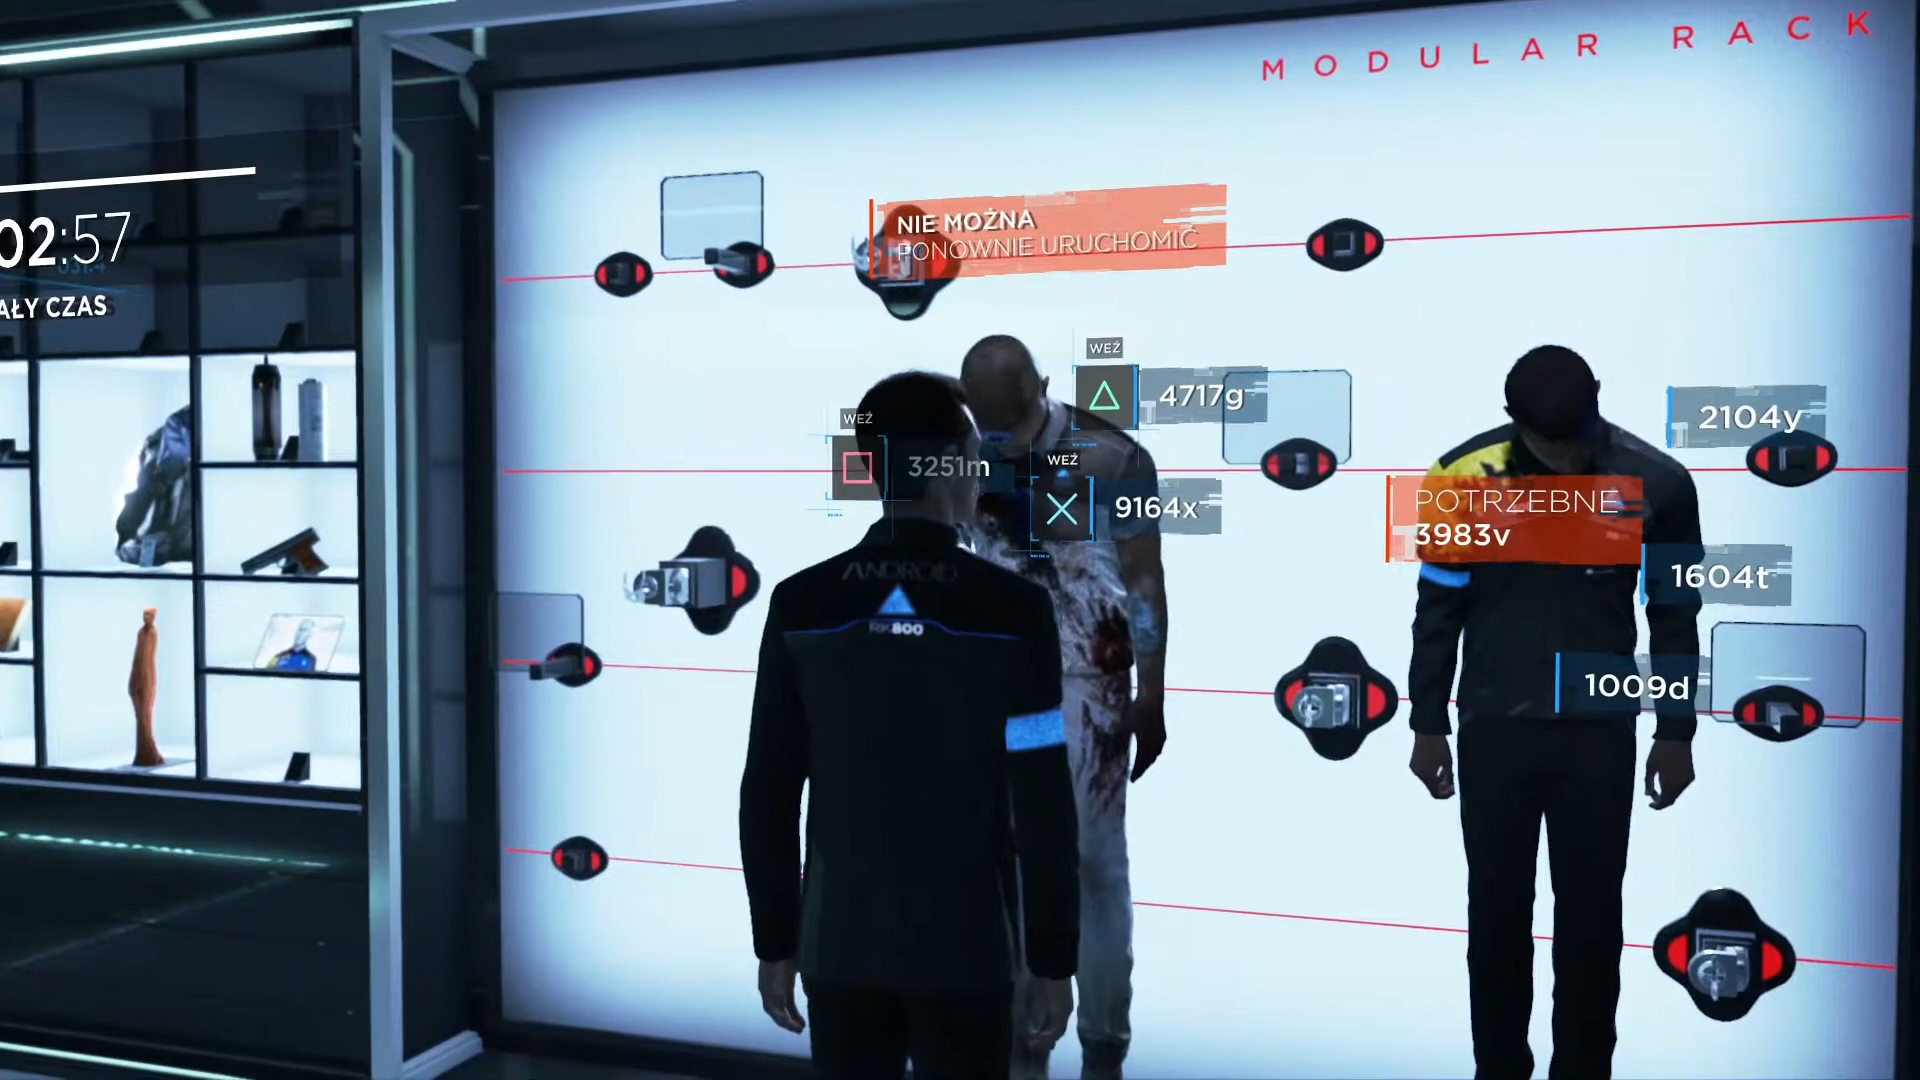 MODULAR RACK
02:57
AŁY CZAS
NIE MOŻNA
PONOWNIE URUCHOMIĆ
WEŹ
4717g
WEŹ
3251m
WEŹ
9164x
2104y
POTRZEBNE
3983v
1604t
1009d
ANDROID
RK800